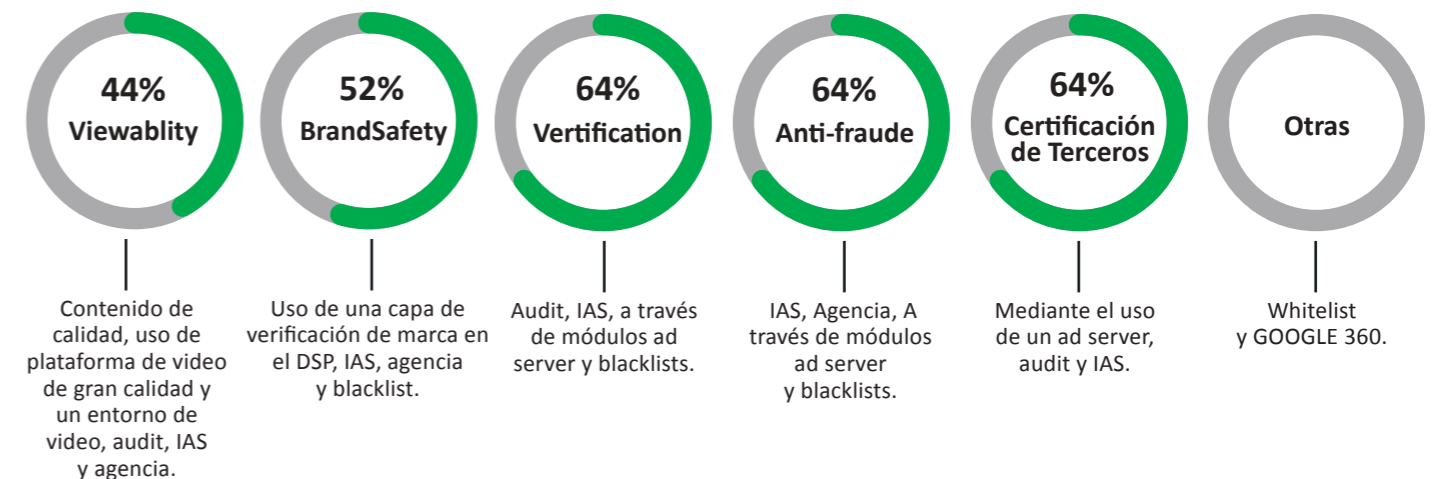 44%
Viewablity
52%
BrandSafety
64%
Vertification
64%
Anti-fraude
64%
Certificación
de Terceros
Otras
Contenido de
calidad, uso de
plataforma de video
de gran calidad y
un entorno de
video, audit, IAS
y agencia.
Uso de una capa de
verificación de marca en
el DSP, IAS, agencia
y blacklist.
Audit, IAS, a través
de módulos ad
server y blacklists.
IAS, Agencia, A
través de módulos
ad server
y blacklists.
Mediante el uso
de un ad server,
audit y IAS.
Whitelist
y GOOGLE 360.